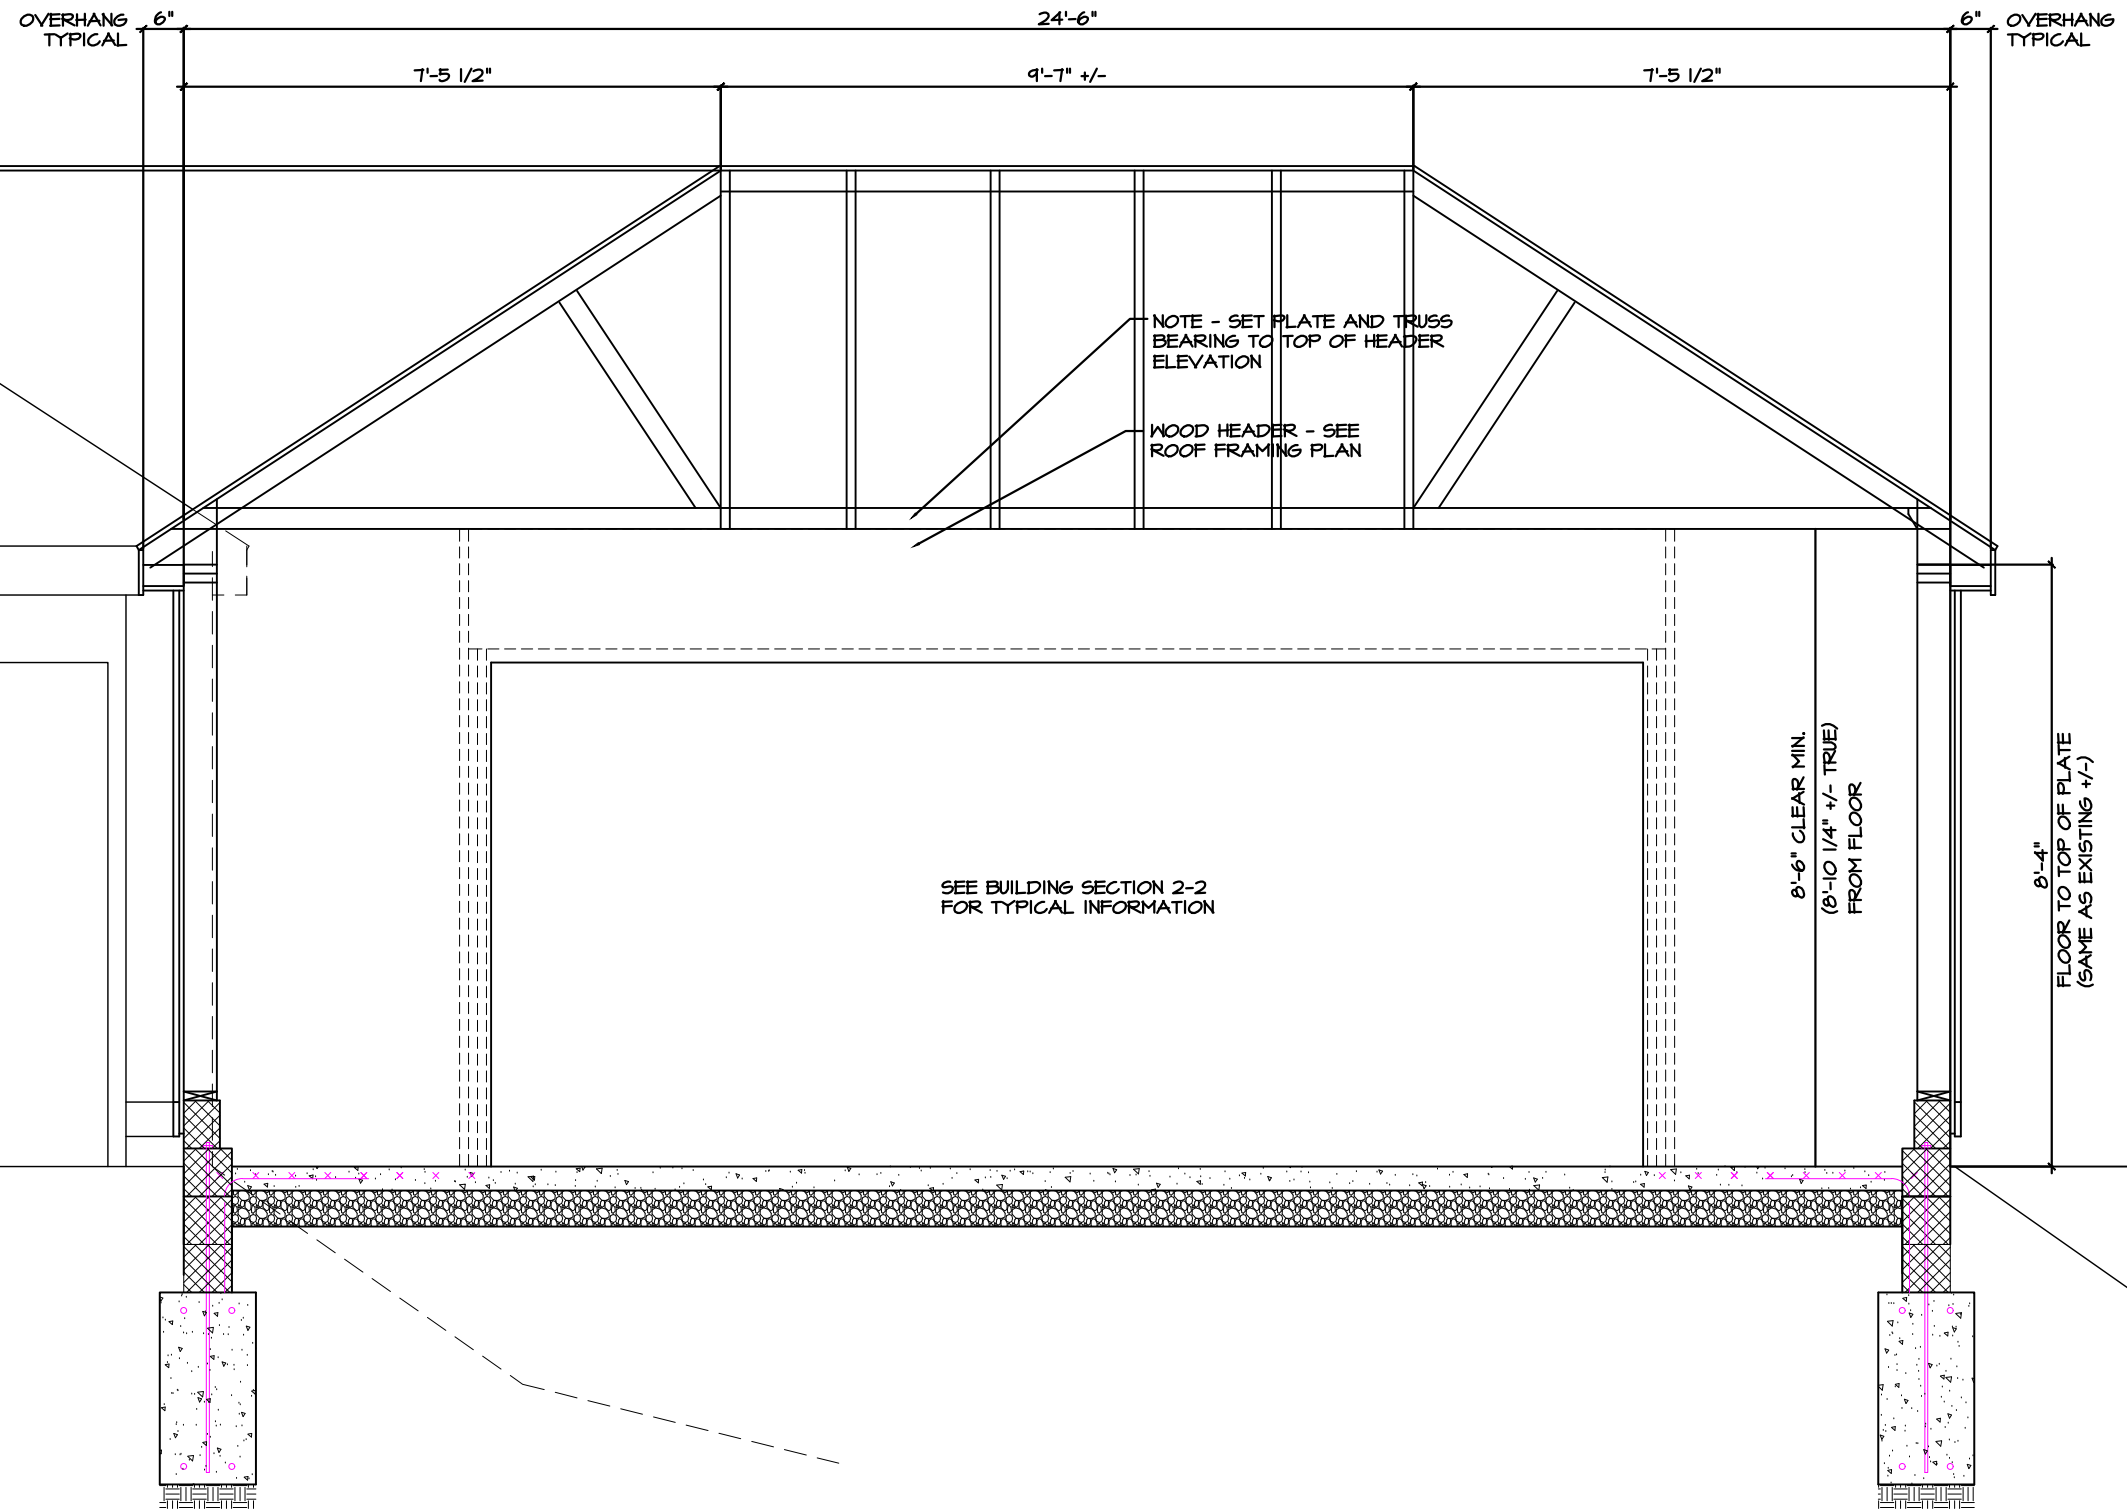 OVERHANG
TYPICAL
6"
24'-6"
6"
OVERHANG
TYPICAL
7'-5 1/2"
9'-7" +/-
7'-5 1/2"
NOTE - SET PLATE AND TRUSS
BEARING TO TOP OF HEADER
ELEVATION
WOOD HEADER - SEE
ROOF FRAMING PLAN
SEE BUILDING SECTION 2-2
FOR TYPICAL INFORMATION
8'-6" CLEAR MIN.
(8'-10 1/4" +/- TRUE)
FROM FLOOR
8'-4"
FLOOR TO TOP OF PLATE
(SAME AS EXISTING +/-)